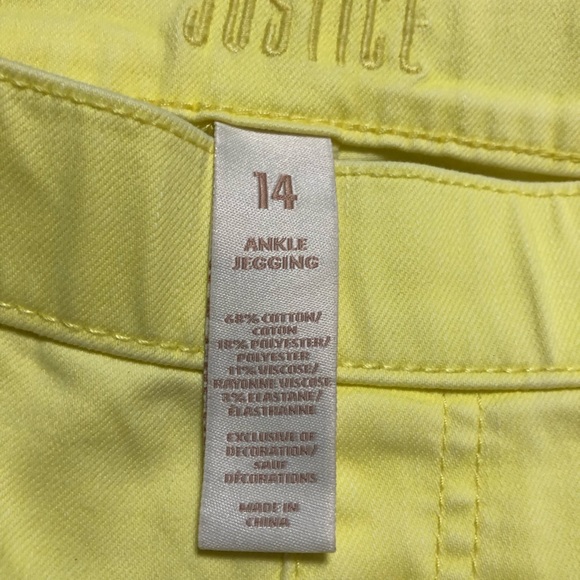 JUSTICE
14
ANKLE
JEGGING
68% COTTON/
COTON
18% POLYESTER/
POLYESTER
11% VISCOSE/
RAYONNE VISCOSE
3% ELASTANE/
ÉLASTHANNE
EXCLUSIVE OF
DECORATION/
SAUF
DÉCORATIONS
MADE IN
CHINA